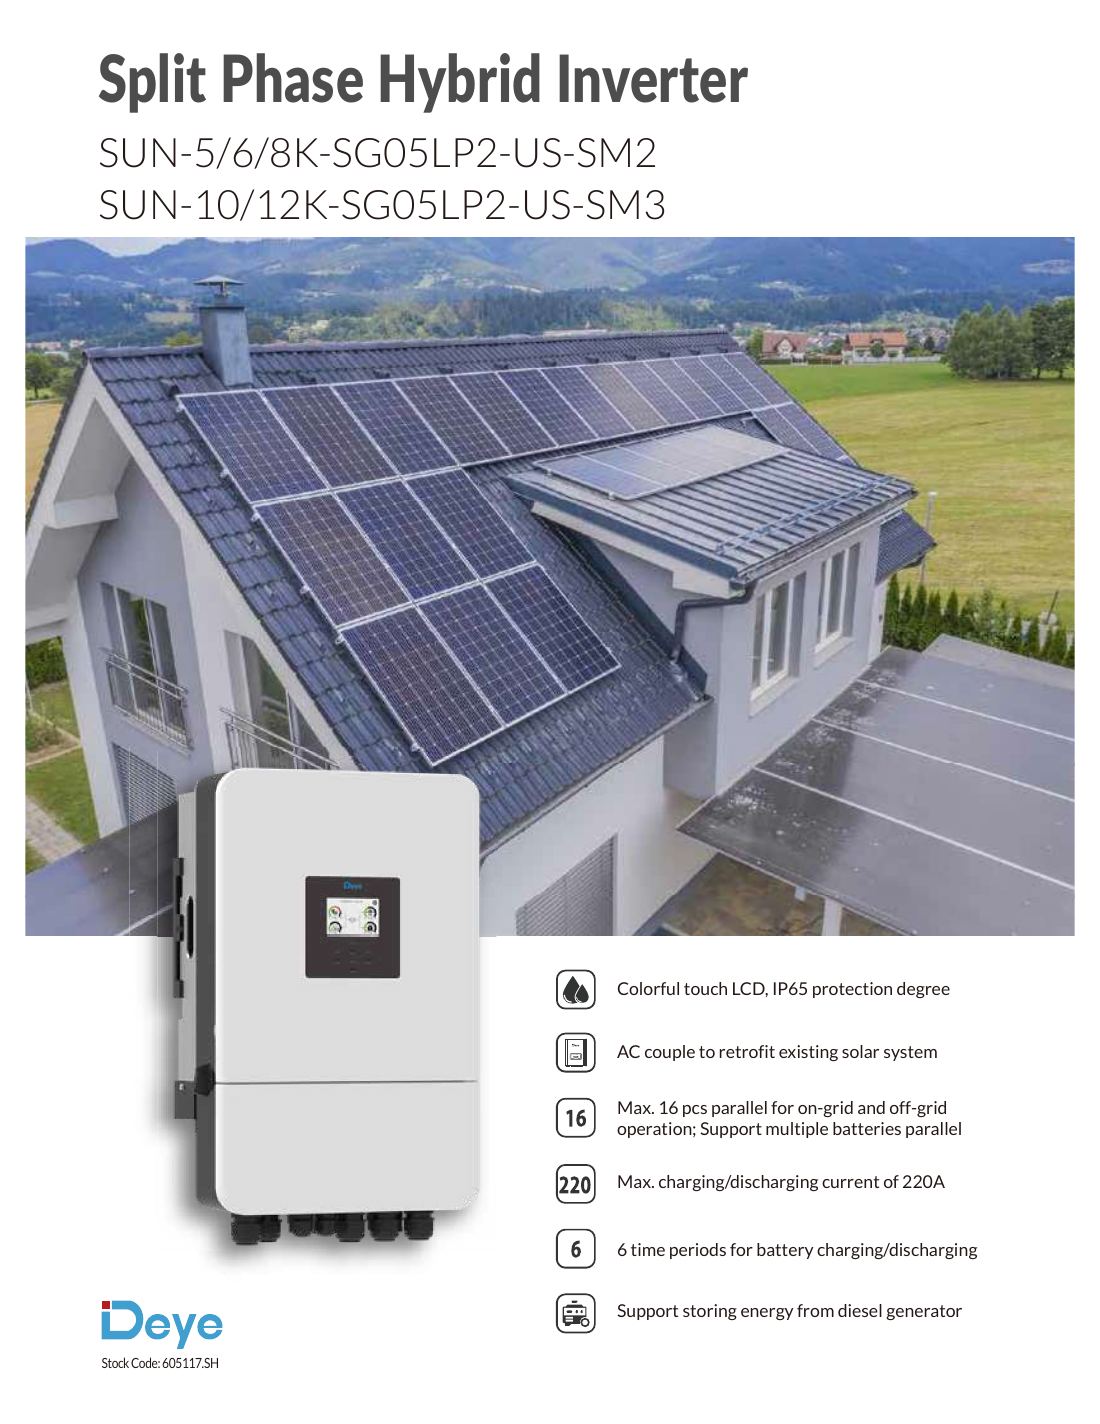 Split Phase Hybrid Inverter
SUN-5/6/8K-SG05LP2-US-SM2
SUN-10/12K-SG05LP2-US-SM3
Deye
Colorful touch LCD, IP65 protection degree
AC couple to retrofit existing solar system
16
Max. 16 pcs parallel for on-grid and off-grid
operation; Support multiple batteries parallel
220
Max. charging/discharging current of 220A
6
6 time periods for battery charging/discharging
Support storing energy from diesel generator
Deye
Stock Code: 605117.SH